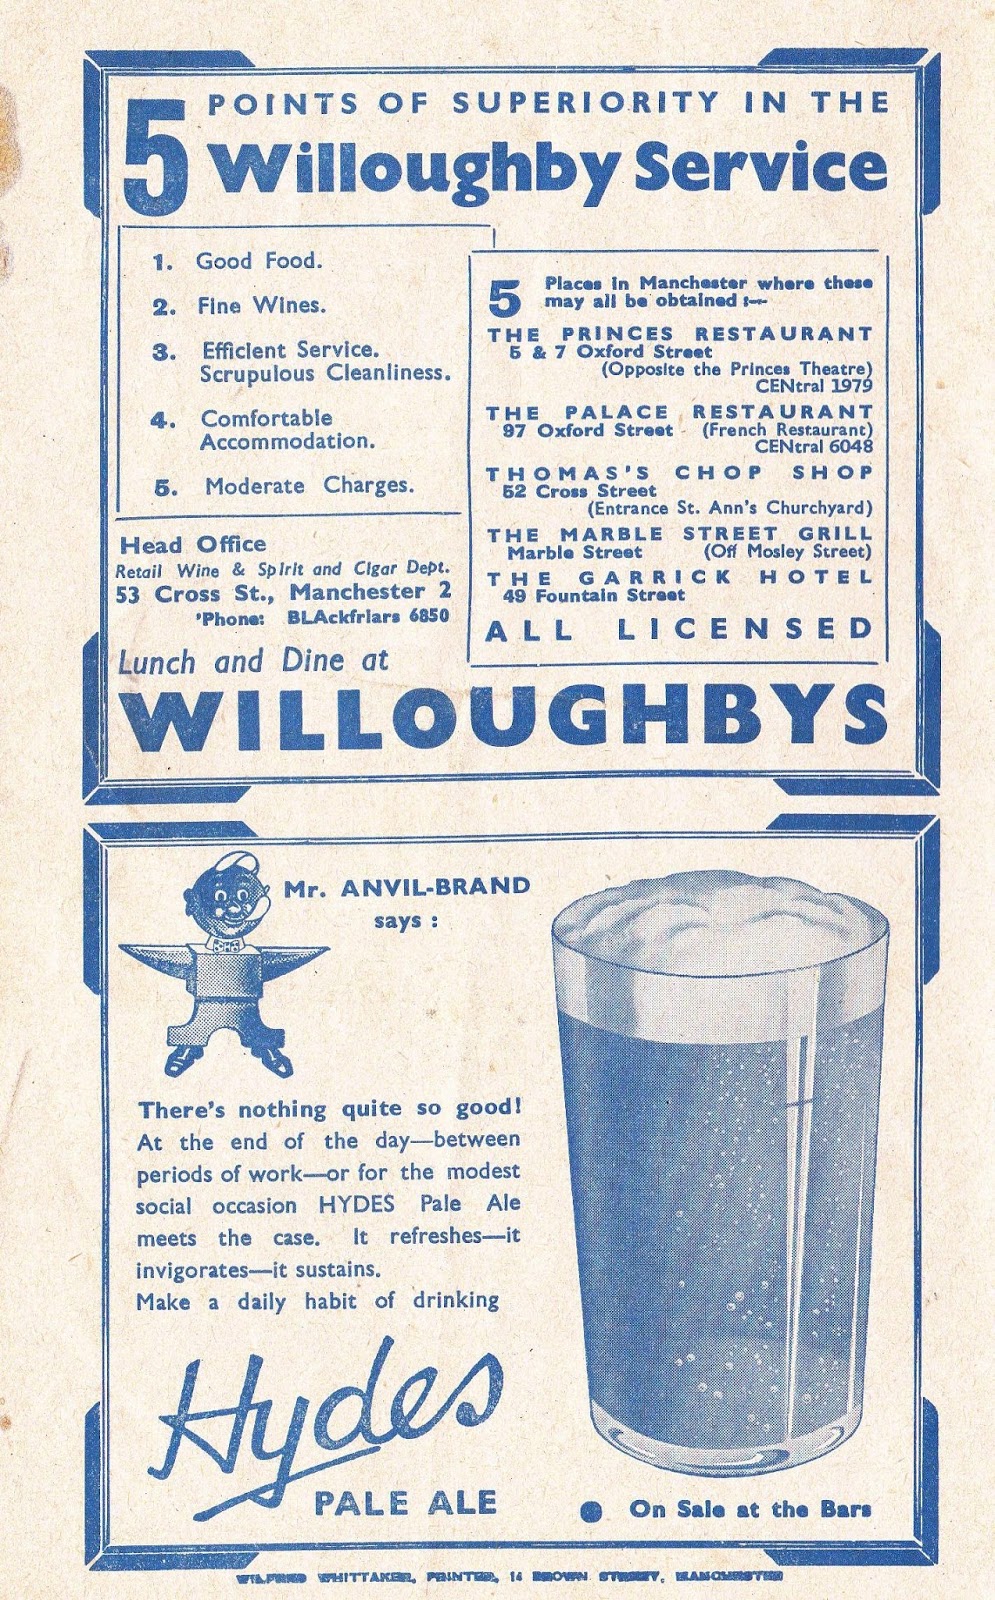 5 POINTS OF SUPERIORITY IN THE
Willoughby Service
1. Good Food.
2. Fine Wines.
3. Efficient Service.
Scrupulous Cleanliness.
4. Comfortable
Accommodation.
5. Moderate Charges.
Head Office
Retail Wine & Spirit and Cigar Dept.
53 Cross St., Manchester 2
'Phone: BLAckfriars 6850
5 Places in Manchester where these
may all be obtained :—
THE PRINCES RESTAURANT
5 & 7 Oxford Street
(Opposite the Princes Theatre)
CENtral 1979
THE PALACE RESTAURANT
97 Oxford Street (French Restaurant)
CENtral 6048
THOMAS'S CHOP SHOP
52 Cross Street
(Entrance St. Ann's Churchyard)
THE MARBLE STREET GRILL
Marble Street (Off Mosley Street)
THE GARRICK HOTEL
49 Fountain Street
ALL LICENSED
Lunch and Dine at
WILLOUGHBYS
Mr. ANVIL-BRAND
says :
There's nothing quite so good!
At the end of the day—between
periods of work—or for the modest
social occasion HYDES Pale Ale
meets the case. It refreshes—it
invigorates—it sustains.
Make a daily habit of drinking
Hydes
PALE ALE
● On Sale at the Bars
WILFRED WHITTAKER, PRINTER, 14 BROWN STREET, MANCHESTER